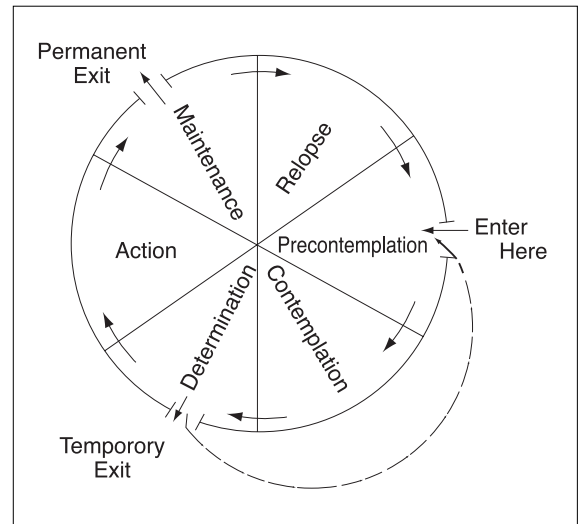 Permanent
Exit
Maintenance
Relopse
Action
Precontemplation
Enter
Here
Determination
Contemplation
Temporory
Exit